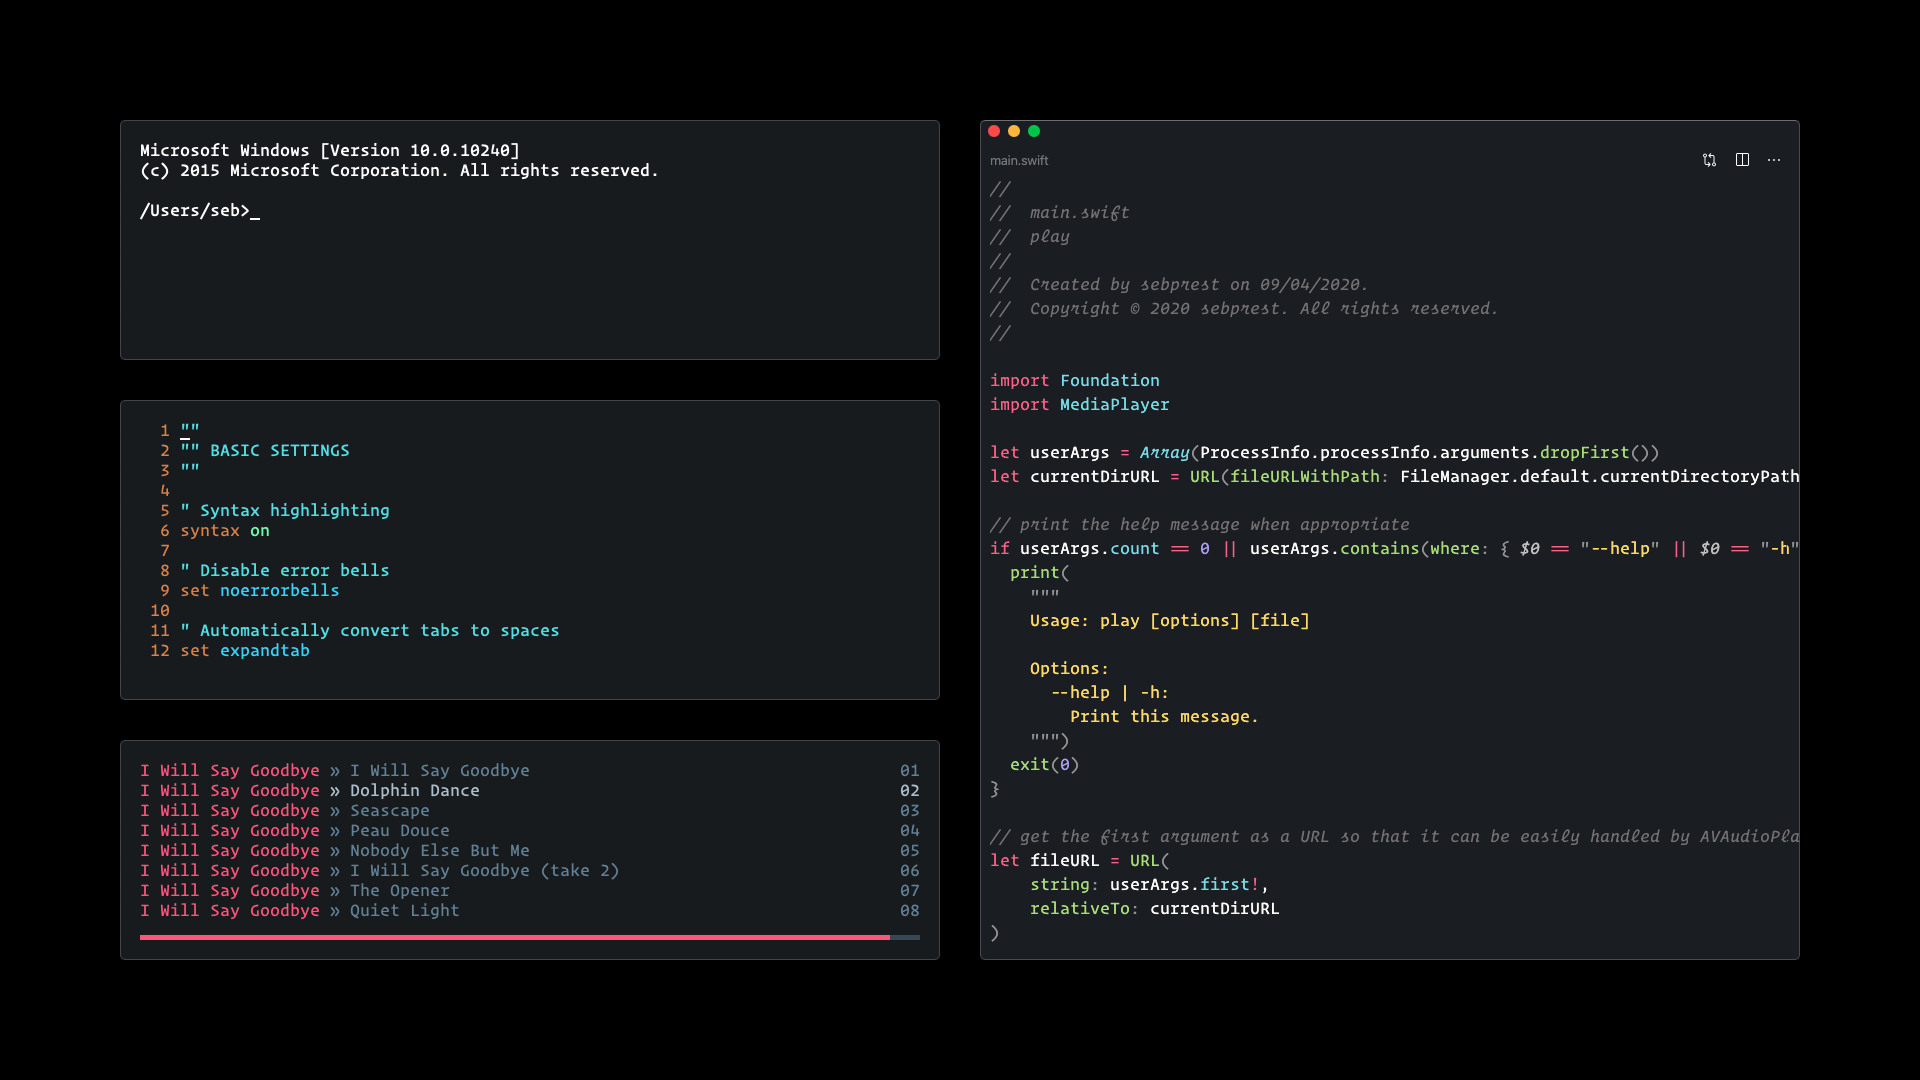 Microsoft Windows [Version 10.0.10240]
(c) 2015 Microsoft Corporation. All rights reserved.

/Users/seb>_

1 ""
2 "" BASIC SETTINGS
3 ""
4
5 " Syntax highlighting
6 syntax on
7
8 " Disable error bells
9 set noerrorbells
10
11 " Automatically convert tabs to spaces
12 set expandtab

I Will Say Goodbye » I Will Say Goodbye 01
I Will Say Goodbye » Dolphin Dance 02
I Will Say Goodbye » Seascape 03
I Will Say Goodbye » Peau Douce 04
I Will Say Goodbye » Nobody Else But Me 05
I Will Say Goodbye » I Will Say Goodbye (take 2) 06
I Will Say Goodbye » The Opener 07
I Will Say Goodbye » Quiet Light 08

main.swift
//
//  main.swift
//  play
//
//  Created by sebprest on 09/04/2020.
//  Copyright © 2020 sebprest. All rights reserved.
//

import Foundation
import MediaPlayer

let userArgs = Array(ProcessInfo.processInfo.arguments.dropFirst())
let currentDirURL = URL(fileURLWithPath: FileManager.default.currentDirectoryPath

// print the help message when appropriate
if userArgs.count == 0 || userArgs.contains(where: { $0 == "--help" || $0 == "-h"
  print(
    """
    Usage: play [options] [file]

    Options:
      --help | -h:
        Print this message.
    """)
  exit(0)
}

// get the first argument as a URL so that it can be easily handled by AVAudioPla
let fileURL = URL(
    string: userArgs.first!,
    relativeTo: currentDirURL
)